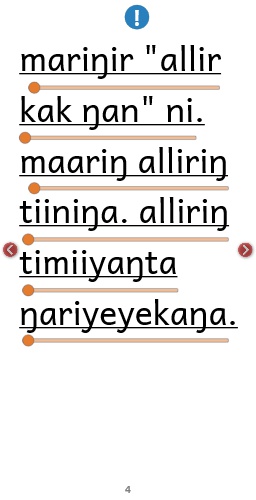 mariŋir "allir
kak ŋan" ni.
maariŋ alliriŋ
tiiniŋa. alliriŋ
timiiyaŋta
ŋariyeyekaŋa.
4